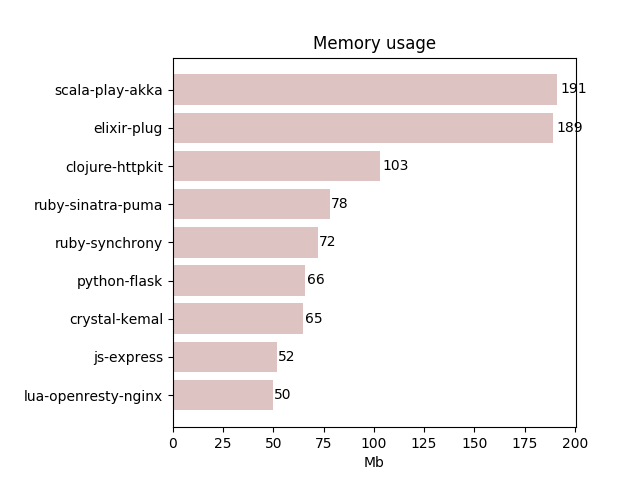 Memory usage
scala-play-akka 191
elixir-plug 189
clojure-httpkit 103
ruby-sinatra-puma 78
ruby-synchrony 72
python-flask 66
crystal-kemal 65
js-express 52
lua-openresty-nginx 50
0 25 50 75 100 125 150 175 200
Mb